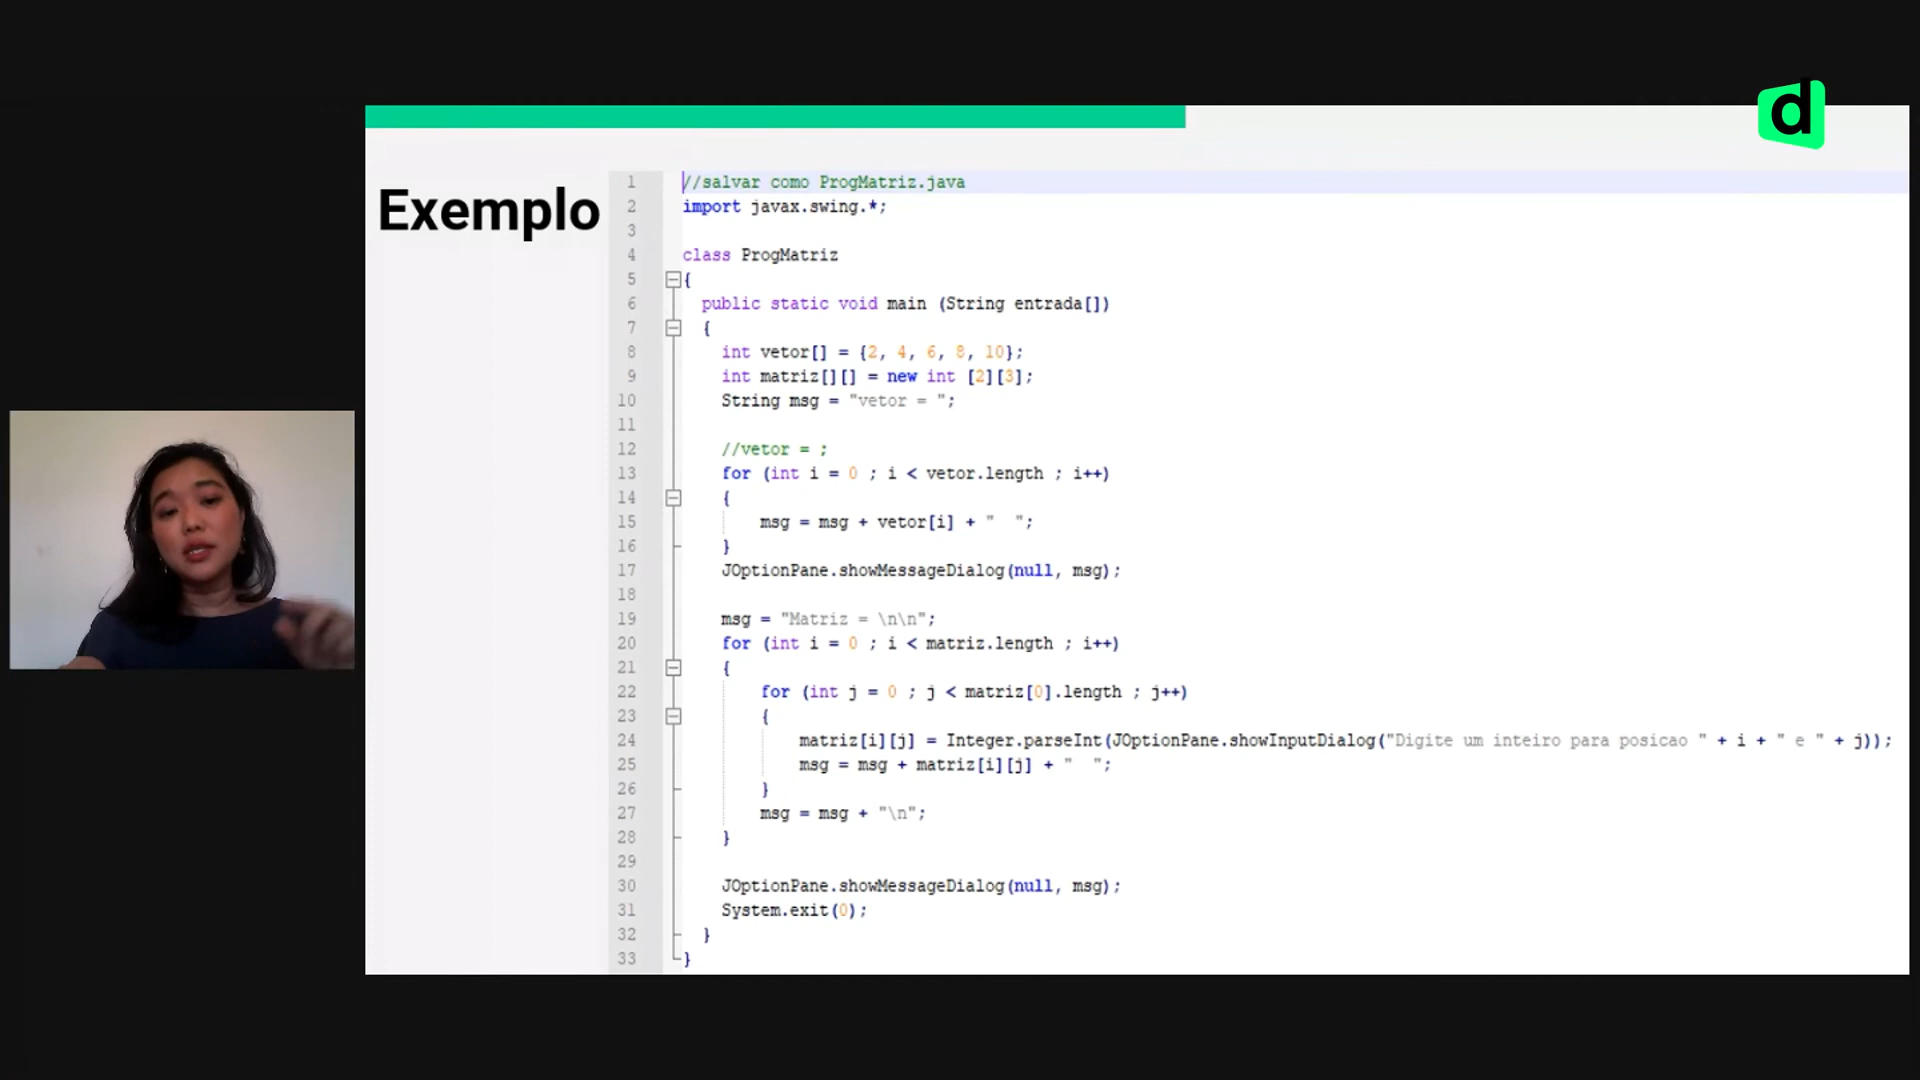 d
Exemplo
1 //salvar como ProgMatriz.java
2 import javax.swing.*;
3
4 class ProgMatriz
5 {
6 public static void main (String entrada[])
7 {
8 int vetor[] = {2, 4, 6, 8, 10};
9 int matriz[][] = new int [2][3];
10 String msg = "vetor = ";
11
12 //vetor = ;
13 for (int i = 0 ; i < vetor.length ; i++)
14 {
15 msg = msg + vetor[i] + "  ";
16 }
17 JOptionPane.showMessageDialog(null, msg);
18
19 msg = "Matriz = \n\n";
20 for (int i = 0 ; i < matriz.length ; i++)
21 {
22 for (int j = 0 ; j < matriz[0].length ; j++)
23 {
24 matriz[i][j] = Integer.parseInt(JOptionPane.showInputDialog("Digite um inteiro para posicao " + i + " e " + j));
25 msg = msg + matriz[i][j] + "  ";
26 }
27 msg = msg + "\n";
28 }
29
30 JOptionPane.showMessageDialog(null, msg);
31 System.exit(0);
32 }
33 }